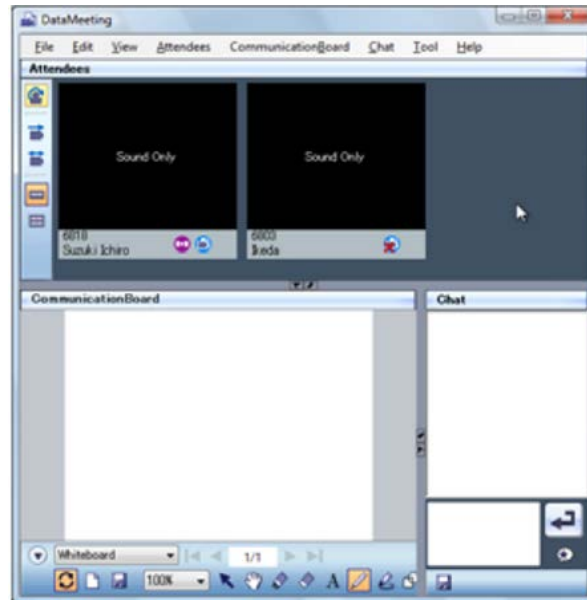 DataMeeting
File Edit View Attendees CommunicationBoard Chat Tool Help
Attendees
Sound Only
Sound Only
6818
Suzuki Ichiro
6803
Ikeda
CommunicationBoard
Chat
Whiteboard
1/1
100%
A